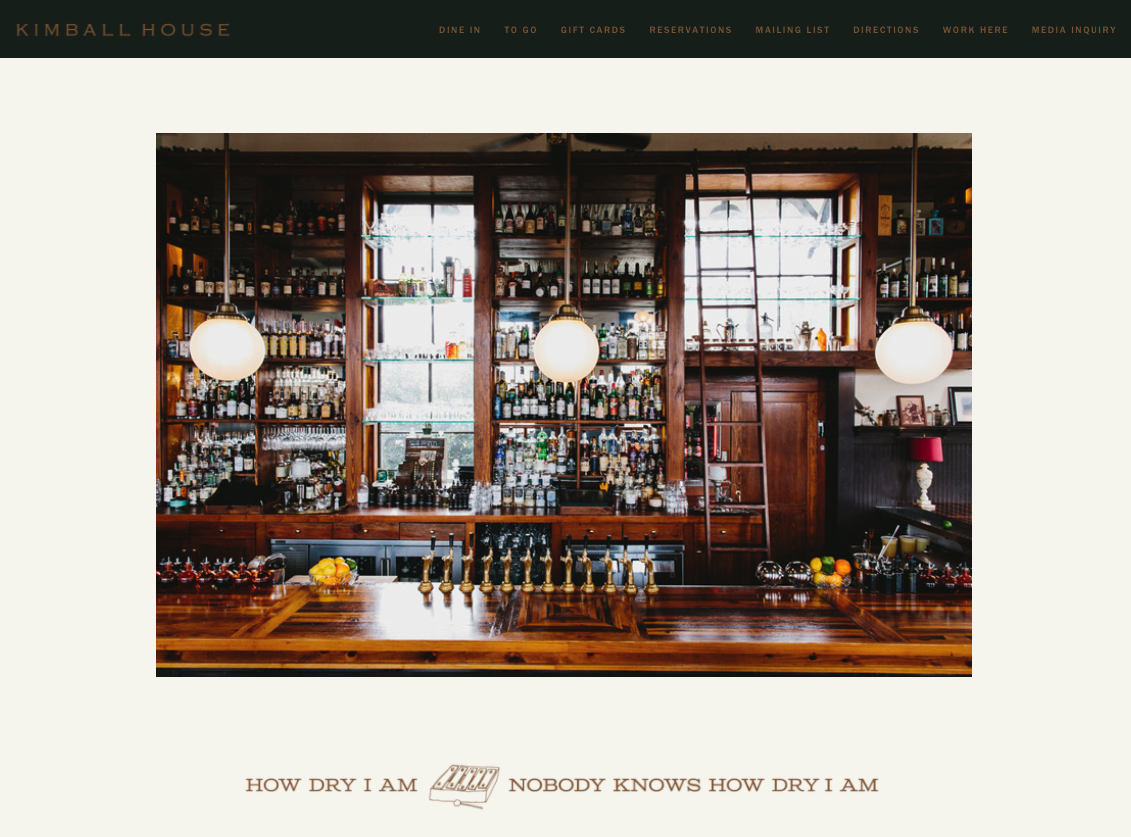 KIMBALL HOUSE
DINE IN TO GO GIFT CARDS RESERVATIONS MAILING LIST DIRECTIONS WORK HERE MEDIA INQUIRY
HOW DRY I AM NOBODY KNOWS HOW DRY I AM